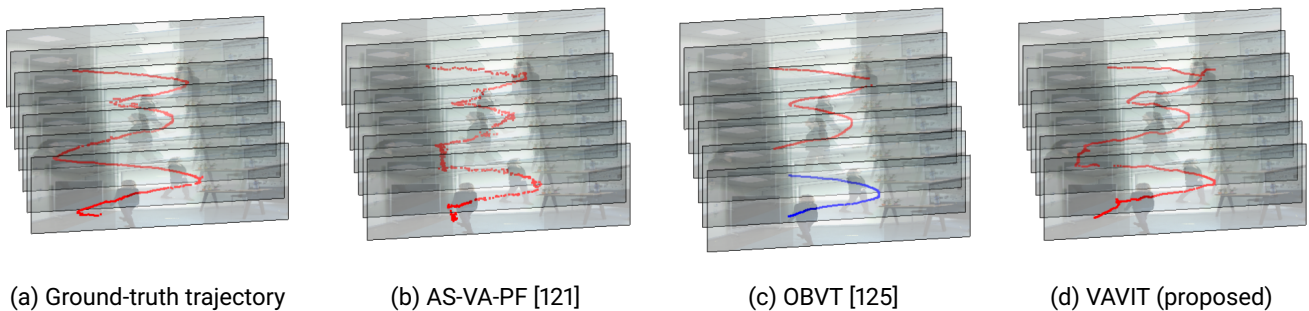 (a) Ground-truth trajectory
(b) AS-VA-PF [121]
(c) OBVT [125]
(d) VAVIT (proposed)